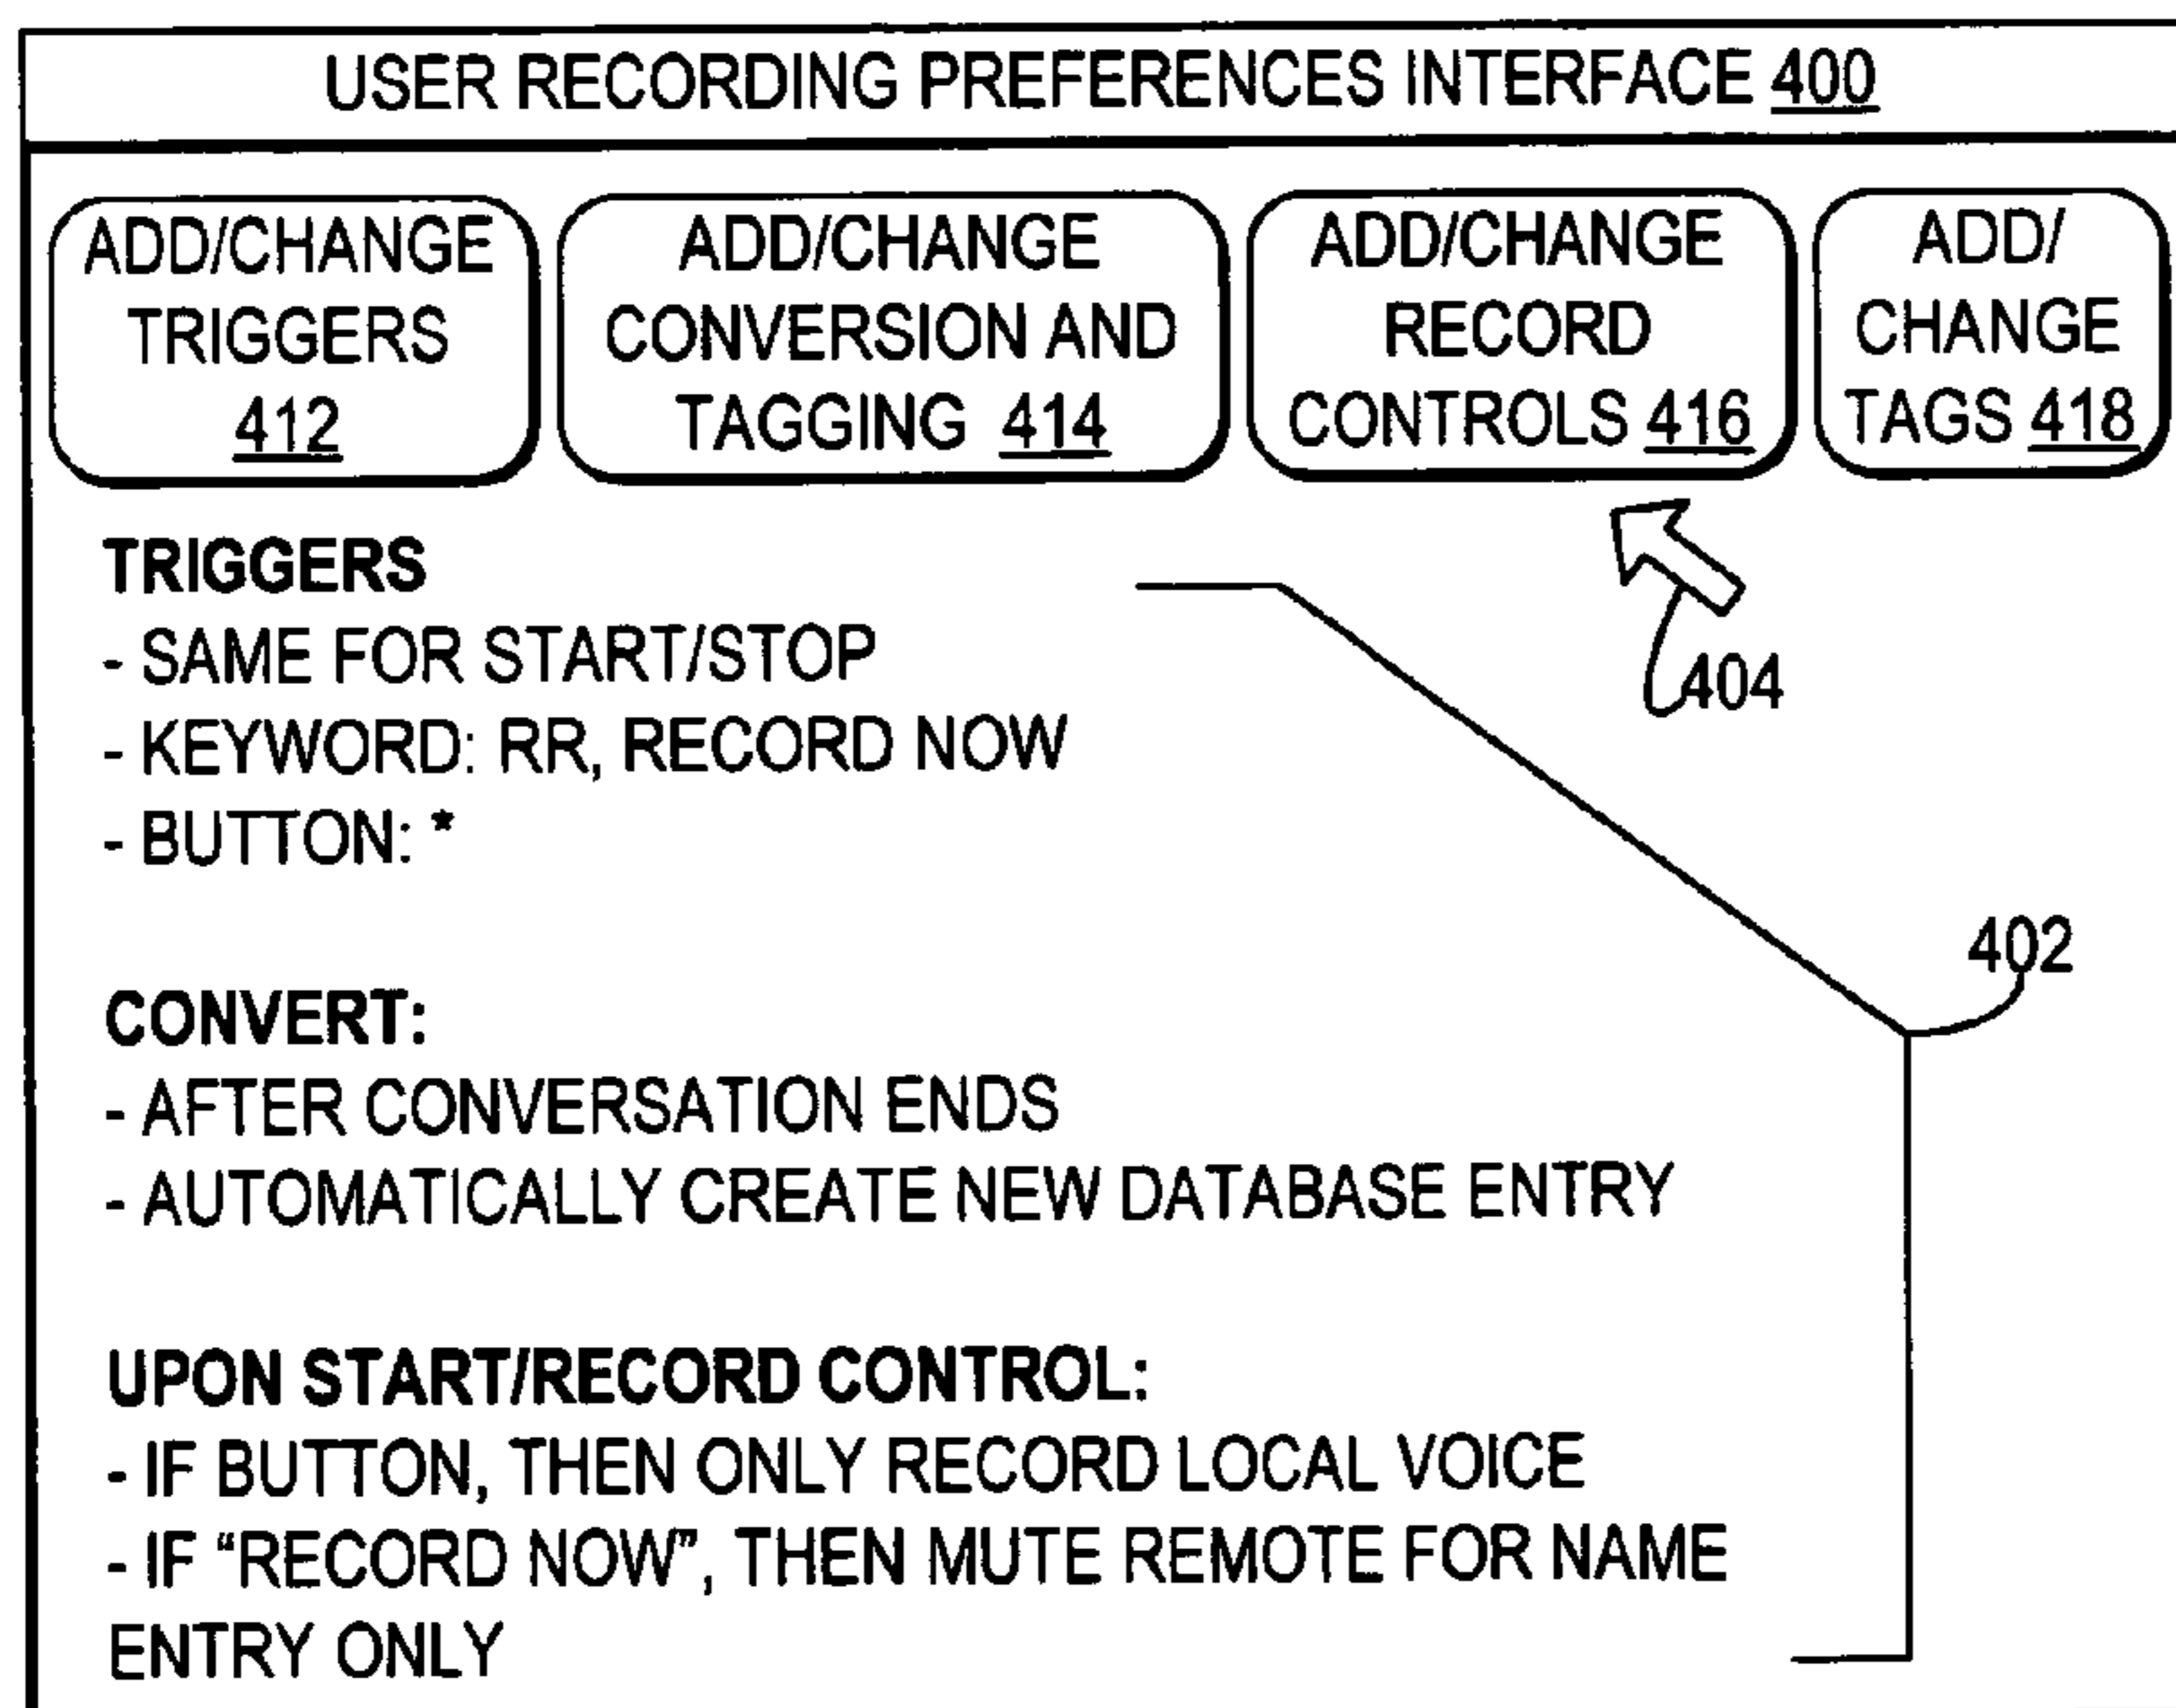 USER RECORDING PREFERENCES INTERFACE 400
ADD/CHANGE
TRIGGERS
412
ADD/CHANGE
CONVERSION AND
TAGGING 414
ADD/CHANGE
RECORD
CONTROLS 416
ADD/
CHANGE
TAGS 418
404
TRIGGERS
- SAME FOR START/STOP
- KEYWORD: RR, RECORD NOW
- BUTTON: *
402
CONVERT:
- AFTER CONVERSATION ENDS
- AUTOMATICALLY CREATE NEW DATABASE ENTRY
UPON START/RECORD CONTROL:
- IF BUTTON, THEN ONLY RECORD LOCAL VOICE
- IF “RECORD NOW”, THEN MUTE REMOTE FOR NAME
ENTRY ONLY